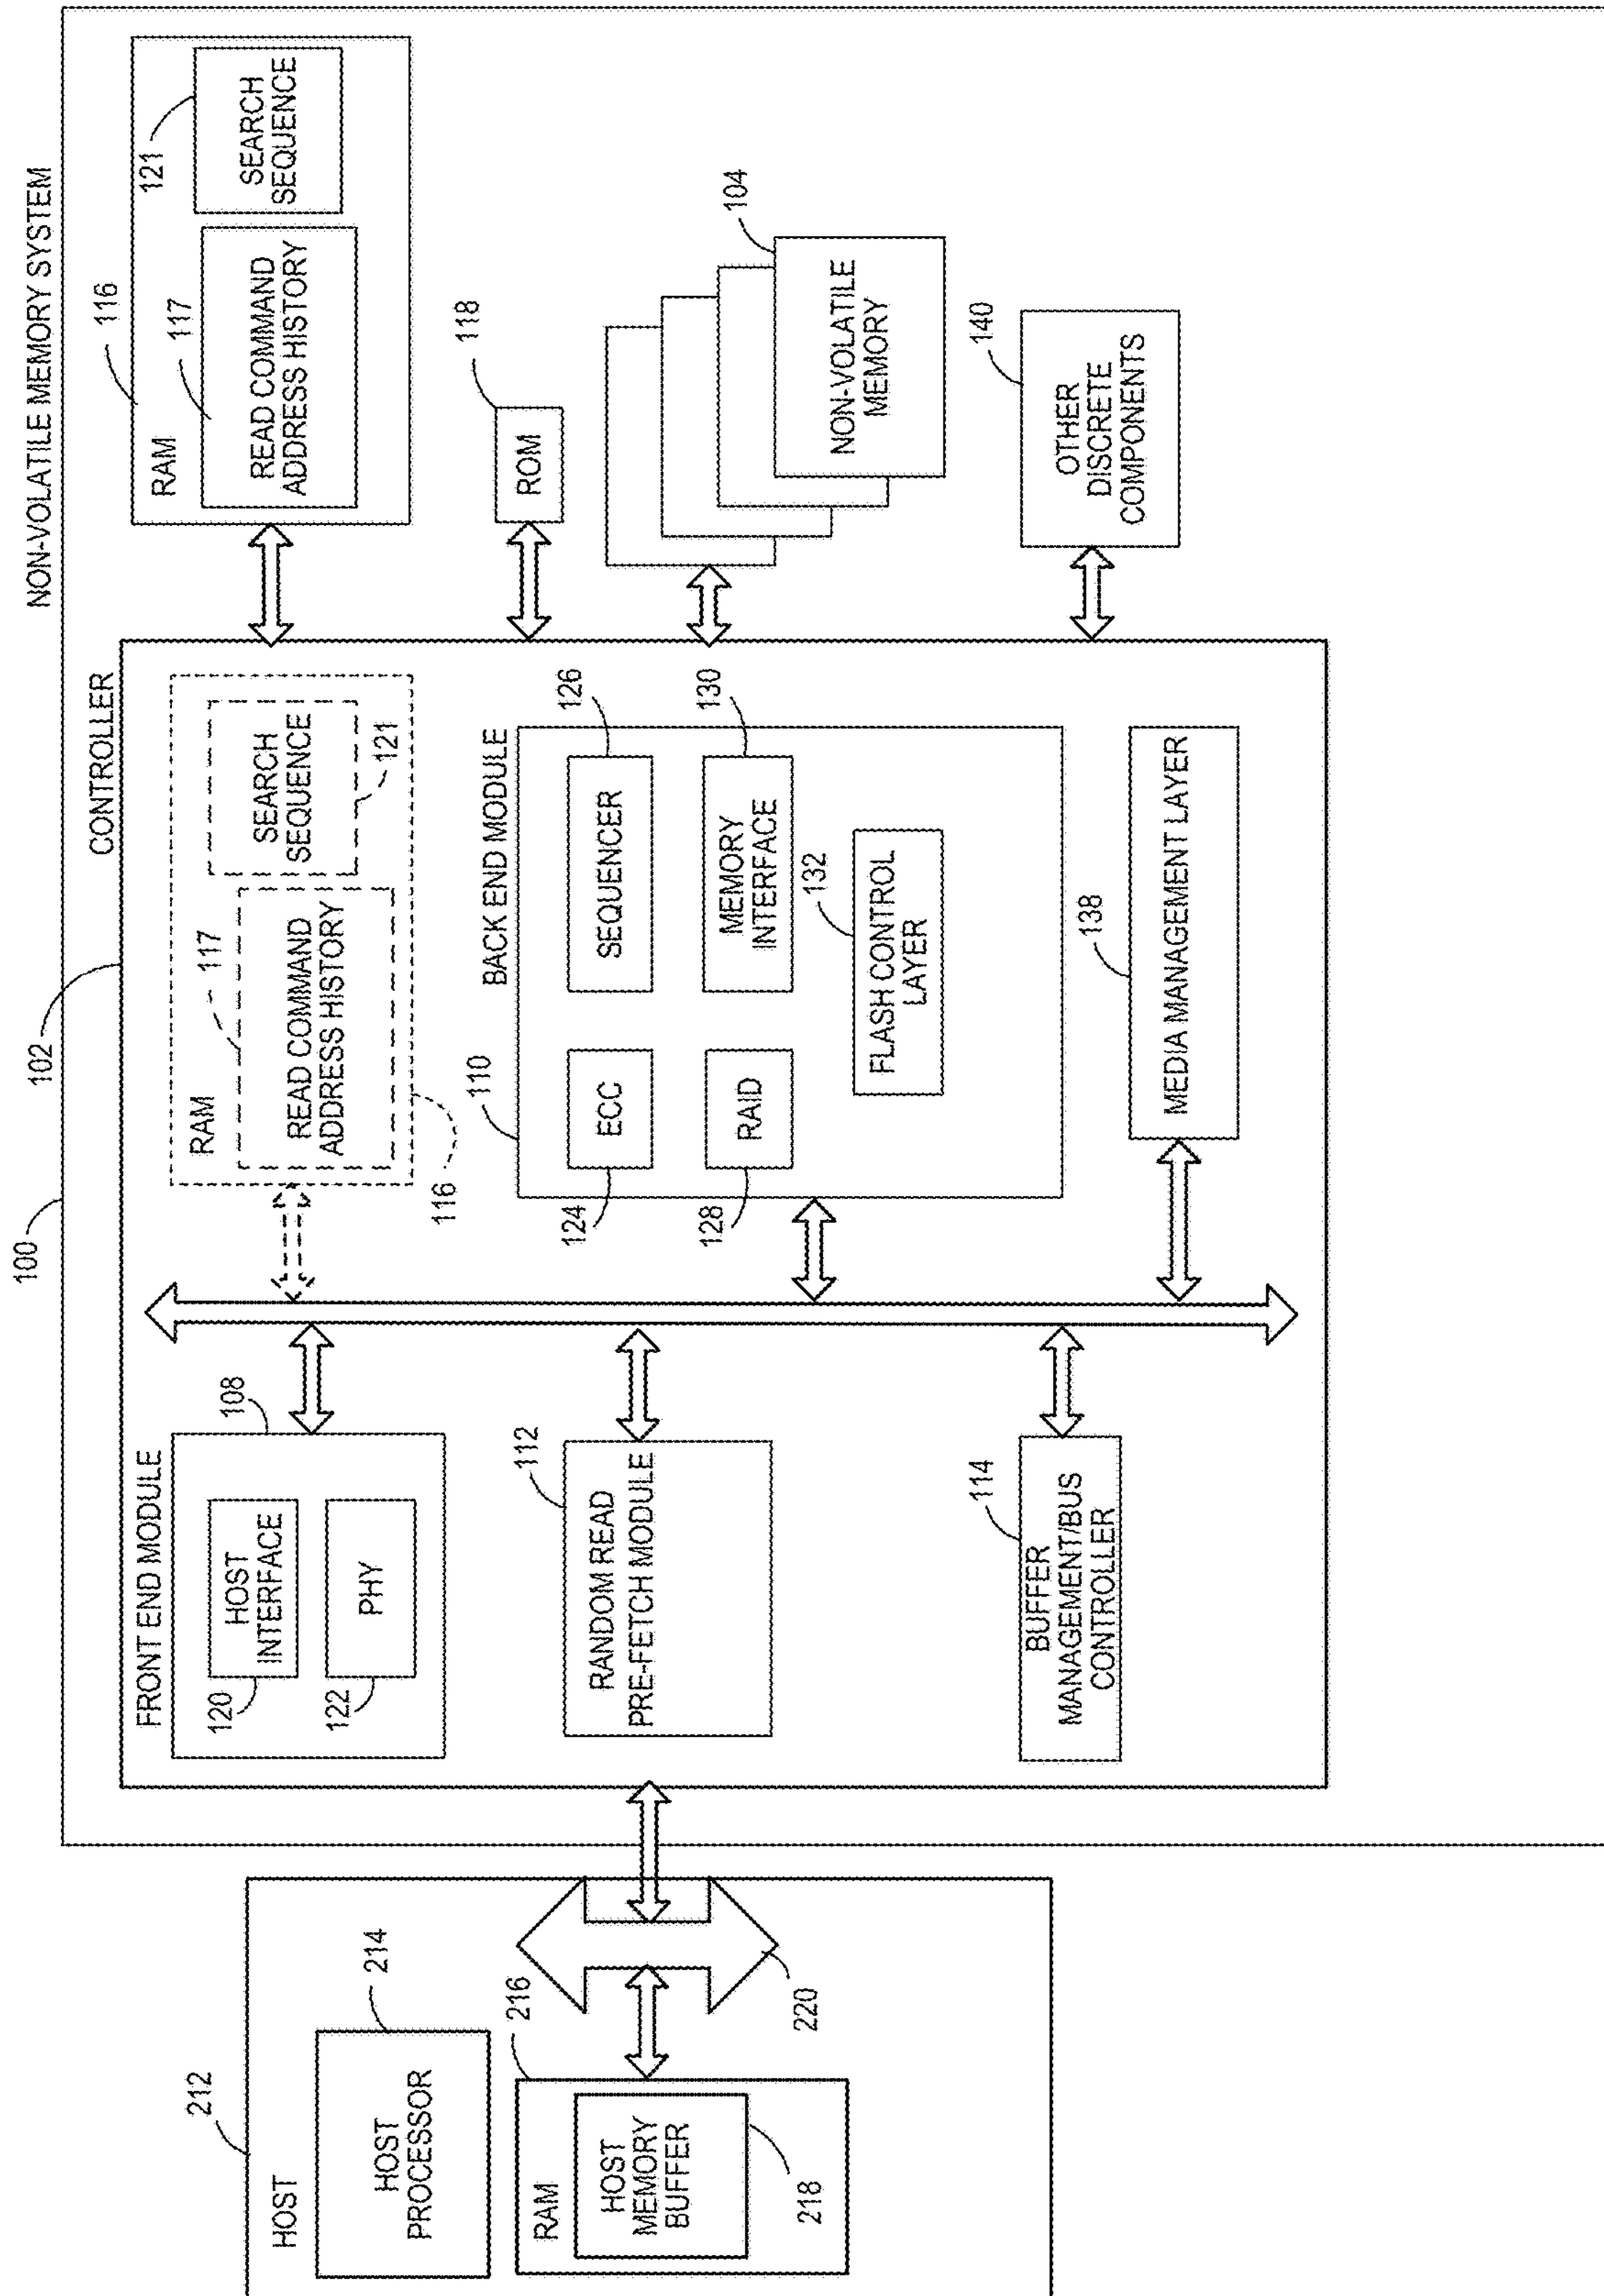 NON-VOLATILE MEMORY SYSTEM
100
102
CONTROLLER
HOST
212
HOST
PROCESSOR
214
RAM
216
HOST
MEMORY
BUFFER
218
220
FRONT END MODULE
108
HOST
INTERFACE
120
PHY
122
RANDOM READ
PRE-FETCH MODULE
112
BUFFER
MANAGEMENT/BUS
CONTROLLER
114
RAM
116
READ COMMAND
ADDRESS HISTORY
117
SEARCH
SEQUENCE
121
BACK END MODULE
110
ECC
124
SEQUENCER
126
RAID
128
MEMORY
INTERFACE
130
FLASH CONTROL
LAYER
132
MEDIA MANAGEMENT LAYER
138
RAM
116
READ COMMAND
ADDRESS HISTORY
117
SEARCH
SEQUENCE
121
ROM
118
NON-VOLATILE
MEMORY
104
OTHER
DISCRETE
COMPONENTS
140